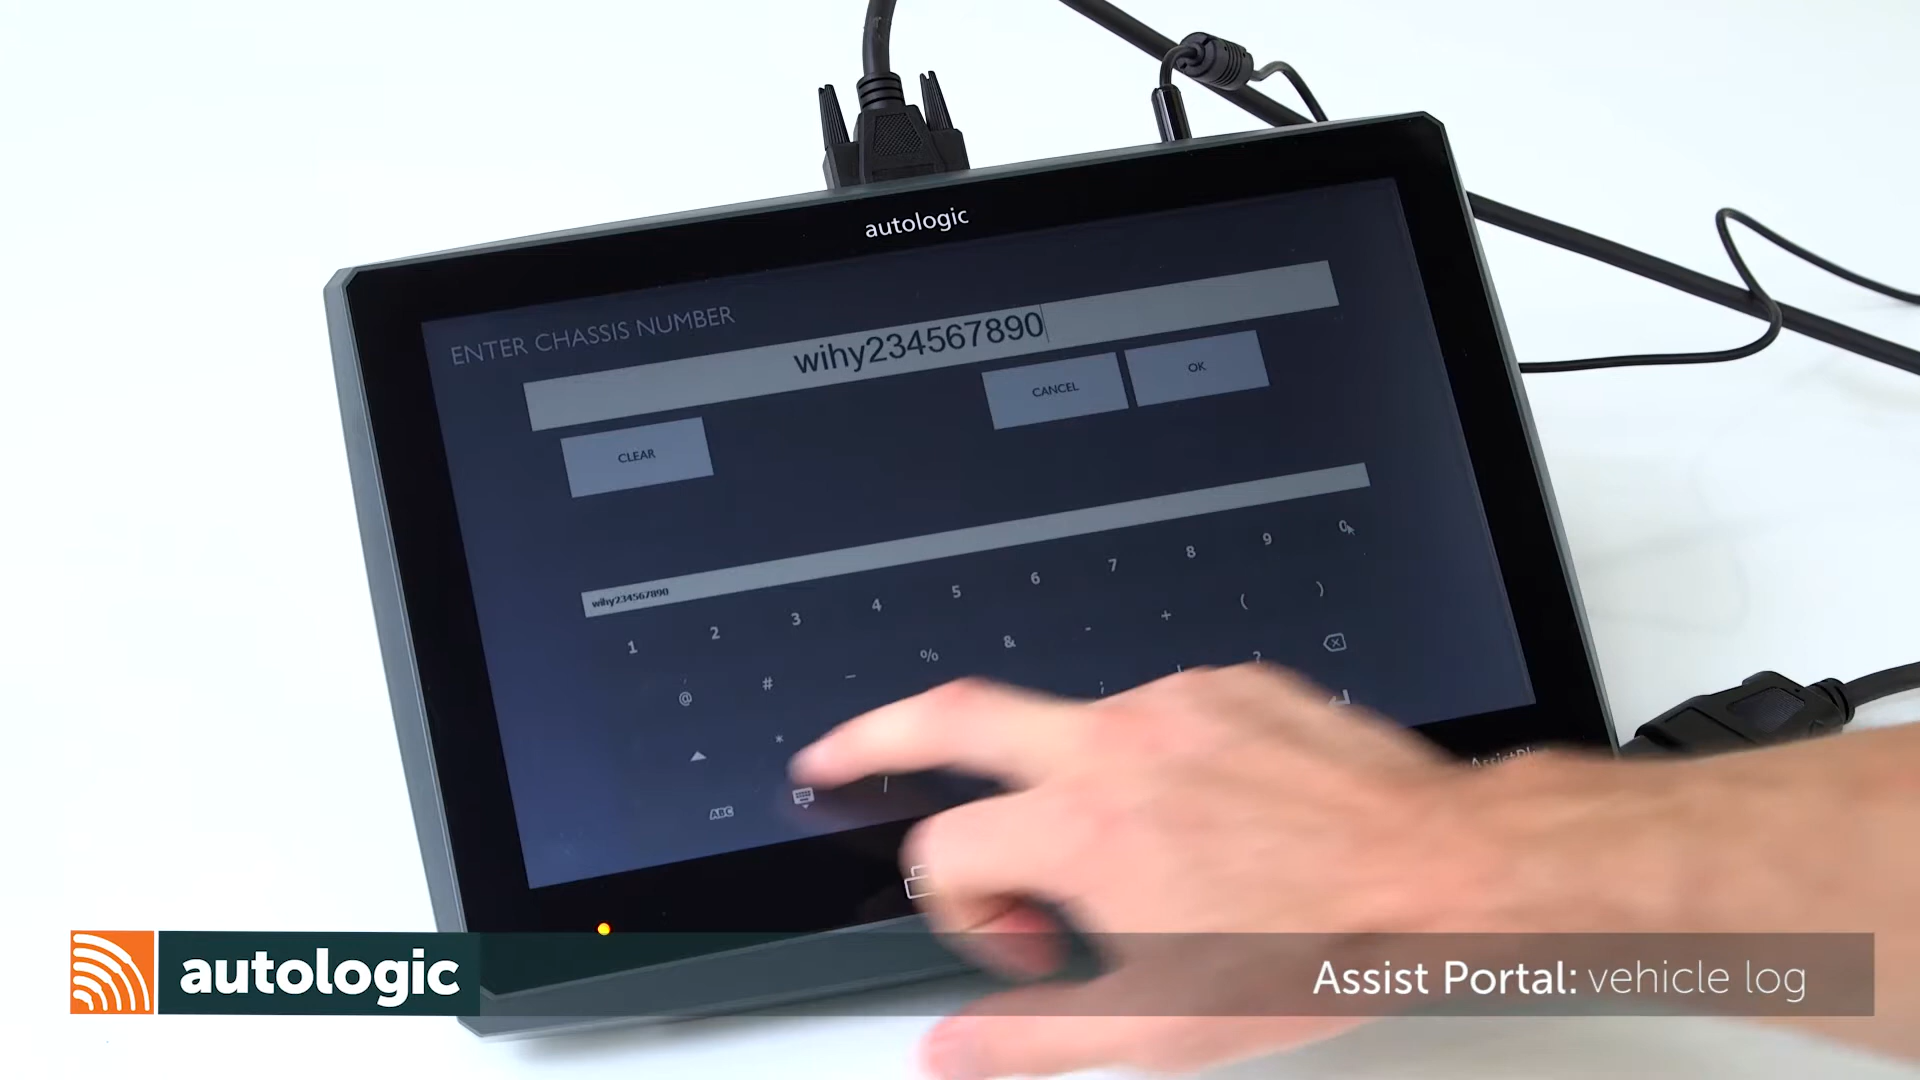 autologic
ENTER CHASSIS NUMBER
wihy234567890
CANCEL
OK
CLEAR
wihy234567890
1 2 3 4 5 6 7 8 9 0
@ # _ % & - + ( )
* ; ?
ABC /
autologic
Assist Portal: vehicle log